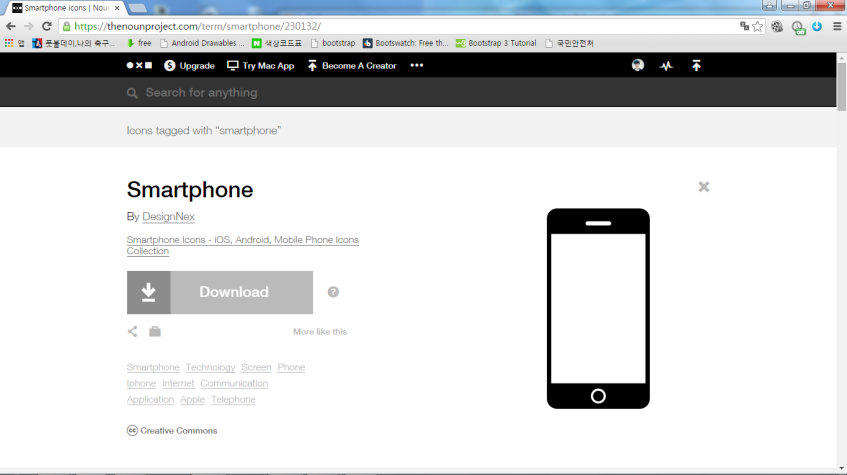 Smartphone icons | Nour
https://thenounproject.com/term/smartphone/230132/
앱 풋볼데이,나의 축구... free Android Drawables ... 색상코드표 bootstrap Bootswatch: Free th... Bootstrap 3 Tutorial 국민안전처
Upgrade Try Mac App Become A Creator •••
Search for anything
Icons tagged with “smartphone”
Smartphone
By DesignNex
Smartphone Icons - iOS, Android, Mobile Phone Icons
Collection
Download ?
More like this
Smartphone Technology Screen Phone
Iphone Internet Communication
Application Apple Telephone
cc Creative Commons